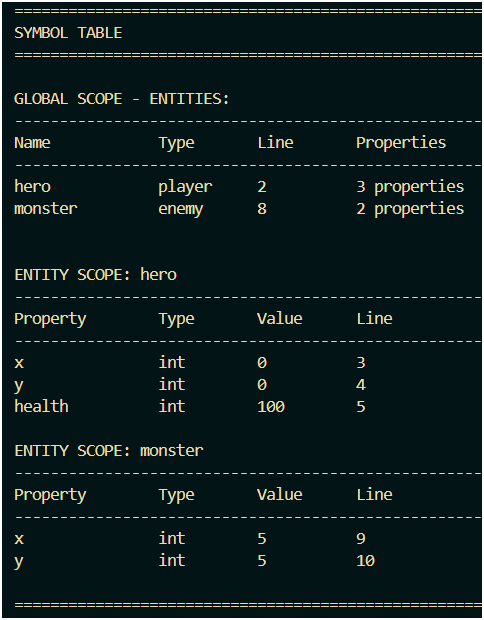 ====================================================
SYMBOL TABLE
====================================================
GLOBAL SCOPE - ENTITIES:
----------------------------------------------------
Name            Type       Line       Properties
----------------------------------------------------
hero            player     2          3 properties
monster         enemy      8          2 properties
ENTITY SCOPE: hero
----------------------------------------------------
Property        Type       Value      Line
----------------------------------------------------
x               int        0          3
y               int        0          4
health          int        100        5
ENTITY SCOPE: monster
----------------------------------------------------
Property        Type       Value      Line
----------------------------------------------------
x               int        5          9
y               int        5          10
====================================================